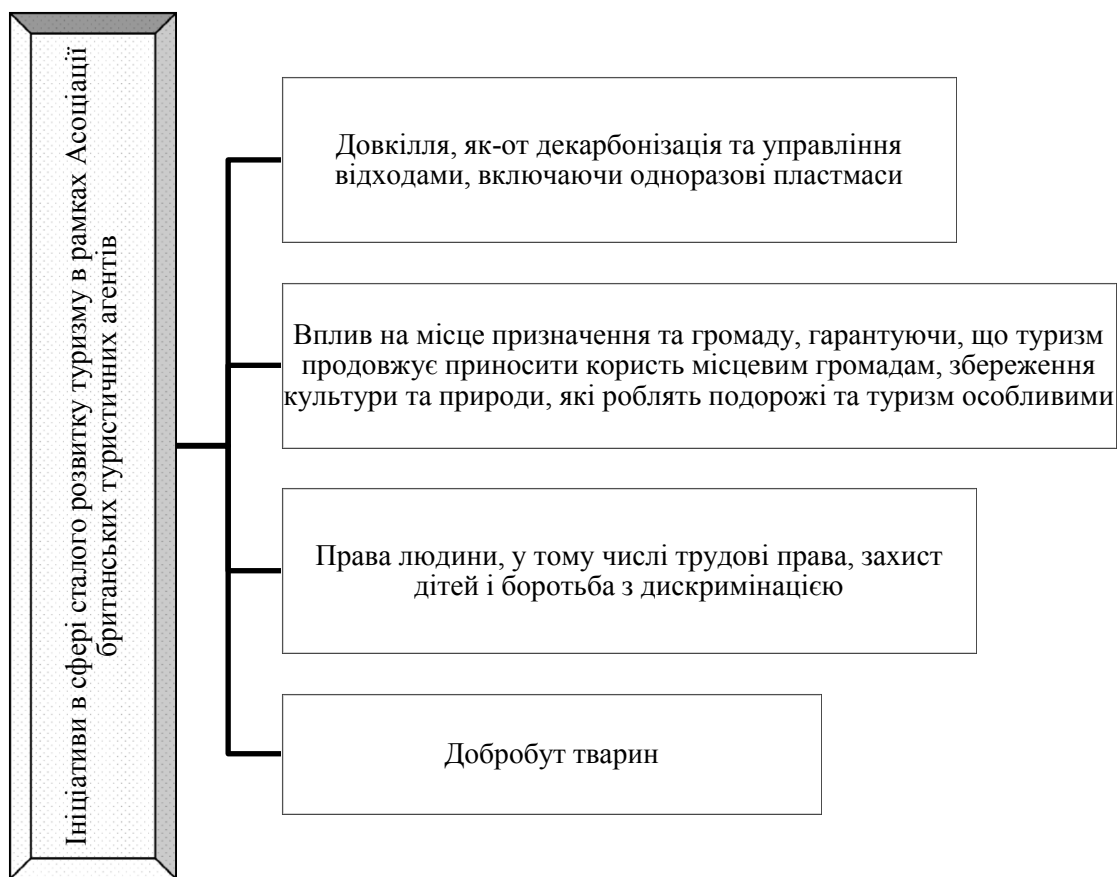 Ініціативи в сфері сталого розвитку туризму в рамках Асоціації
британських туристичних агентів
Довкілля, як-от декарбонізація та управління
відходами, включаючи одноразові пластмаси
Вплив на місце призначення та громаду, гарантуючи, що туризм
продовжує приносити користь місцевим громадам, збереження
культури та природи, які роблять подорожі та туризм особливими
Права людини, у тому числі трудові права, захист
дітей і боротьба з дискримінацією
Добробут тварин